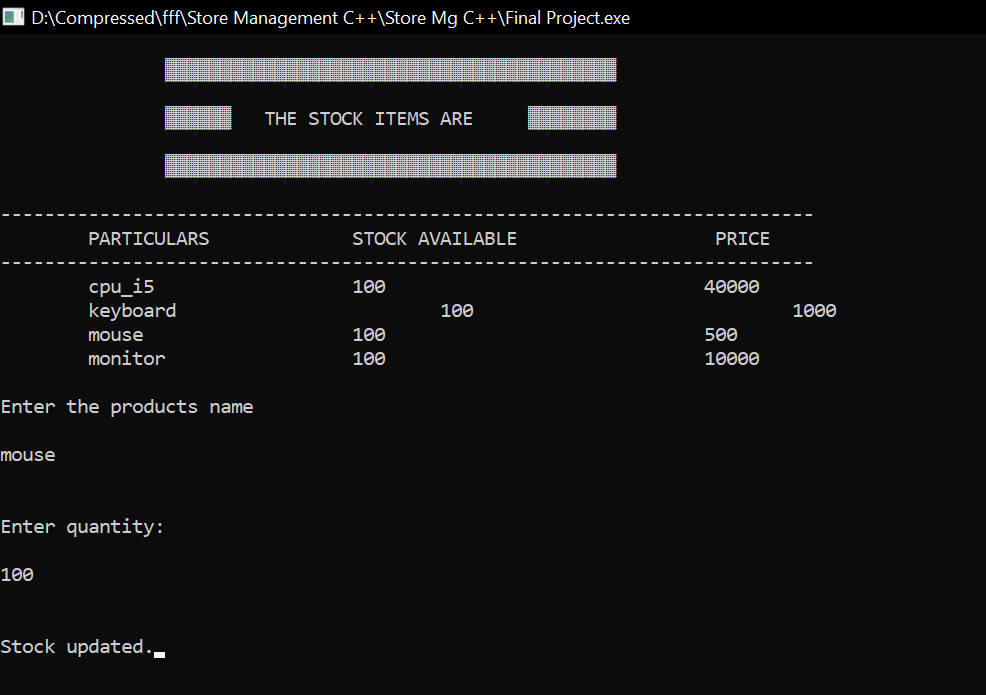 D:\Compressed\fff\Store Management C++\Store Mg C++\Final Project.exe
THE STOCK ITEMS ARE
--------------------------------------------------------------------------
PARTICULARS STOCK AVAILABLE PRICE
--------------------------------------------------------------------------
cpu_i5 100 40000
keyboard 100 1000
mouse 100 500
monitor 100 10000
Enter the products name
mouse
Enter quantity:
100
Stock updated.